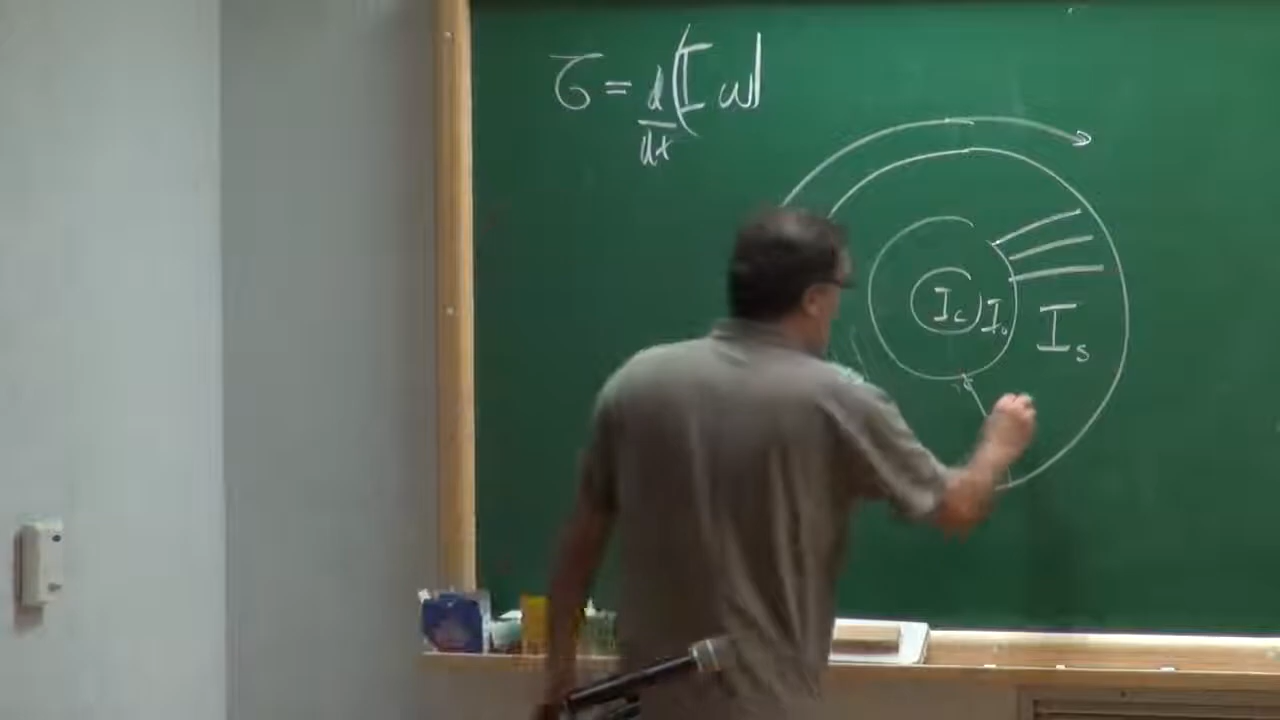 τ = d/dt (I ω)
I_c I_o I_s